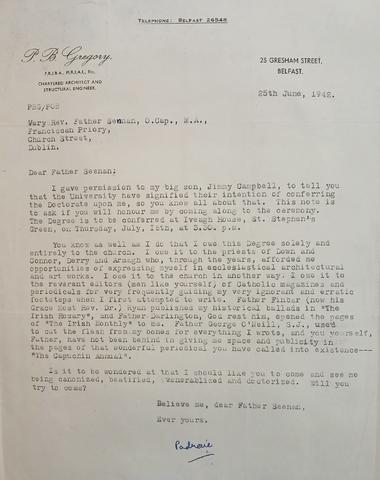 TELEPHONE: BELFAST 26548
P. B. Gregory,
F.R.I.B.A., M.R.I.A.I., Etc.
CHARTERED ARCHITECT AND
STRUCTURAL ENGINEER.
25 GRESHAM STREET,
BELFAST.
25th June, 1942.
PBG/POB
Very Rev. Father Senan, O.Cap., M.A.,
Franciscan Priory,
Church Street,
Dublin.
Dear Father Seenan;
I gave permission to my big son, Jimmy Campbell, to tell you
that the University have signified their intention of conferring
the Doctorate upon me, so you know all about that. This note is
to ask if you will honour me by coming along to the ceremony.
The Degree is to be conferred at Iveagh House, St. Stephen's
Green, on Thursday, July, at 3.30. p.m.
You know as well as I do that I owe this Degree solely and
entirely to the church. I owe it to the priests of Down and
Connor, Derry and Armagh who, through the years, afforded me
opportunities of expressing myself in ecclesiastical architectural
and art works. I owe it to the church in another way. I owe it to
the reverant editors (men like yourself, of Catholic magazines and
periodicals for very frequently guiding my very ignorant and erratic
footsteps when I first attempted to write. Father Finbar (now his
Grace Most Rev. Dr.) Ryan published my historical ballads in "The
Irish Rosary", and Father Darlington, God rest him, opened the pages
of "The Irish Monthly" to me. Father George O'Neill, S.J., used
to cut the flesh from my bones for everything I wrote, and you yourself,
Father, have not been behind in giving me space and publicity in
the pages of that wonderful periodical you have called into existence---
"The Capuchin Annual".
Is it to be wondered at that I should like you to come and see me
being canonized, beatified, venerablized and doctorized. Will you
try to come?
Believe me, dear Father Seenan,
Ever yours.
Padraic